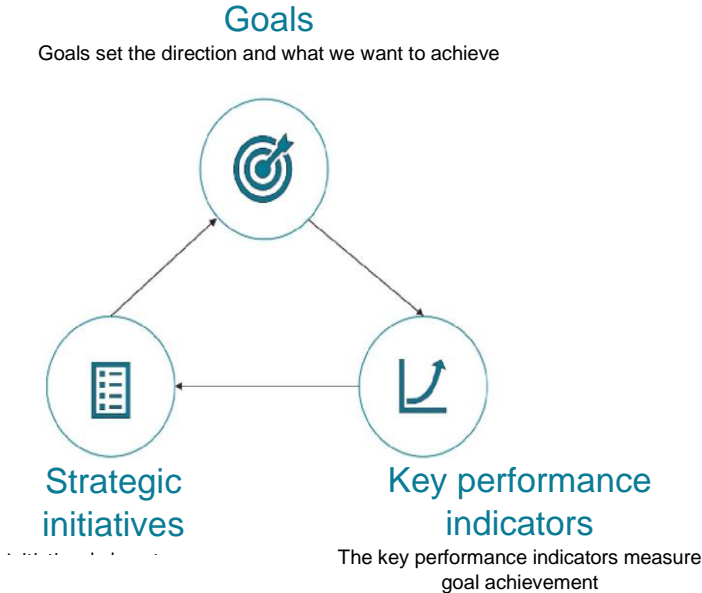 Goals
Goals set the direction and what we want to achieve
Strategic
initiatives
Key performance
indicators
The key performance indicators measure
goal achievement